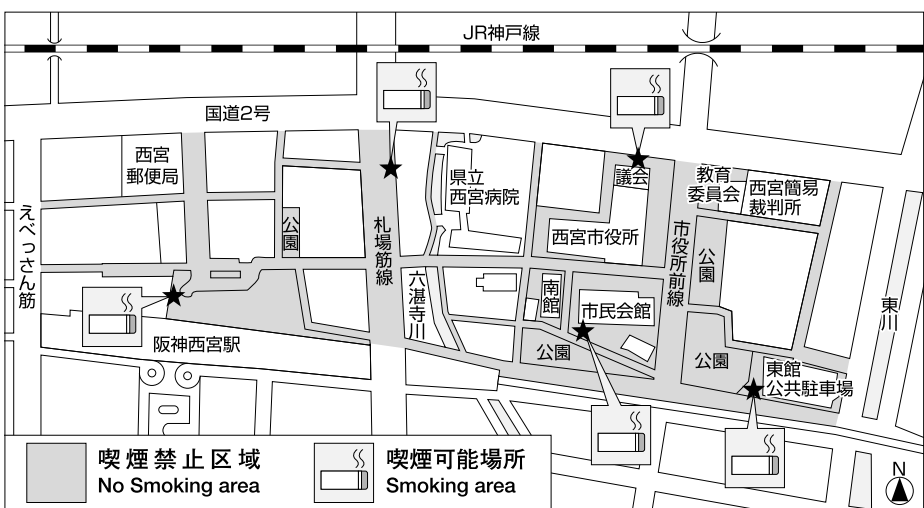 JR神戸線
国道2号
西宮
郵便局
えべっさん筋
公園
札場筋線
県立
西宮病院
六湛寺川
議会
西宮市役所
南館
市民会館
公園
市役所前線
教育
委員会
西宮簡易
裁判所
公園
公園
東館
公共駐車場
東川
阪神西宮駅
喫煙禁止区域
No Smoking area
喫煙可能場所
Smoking area
N